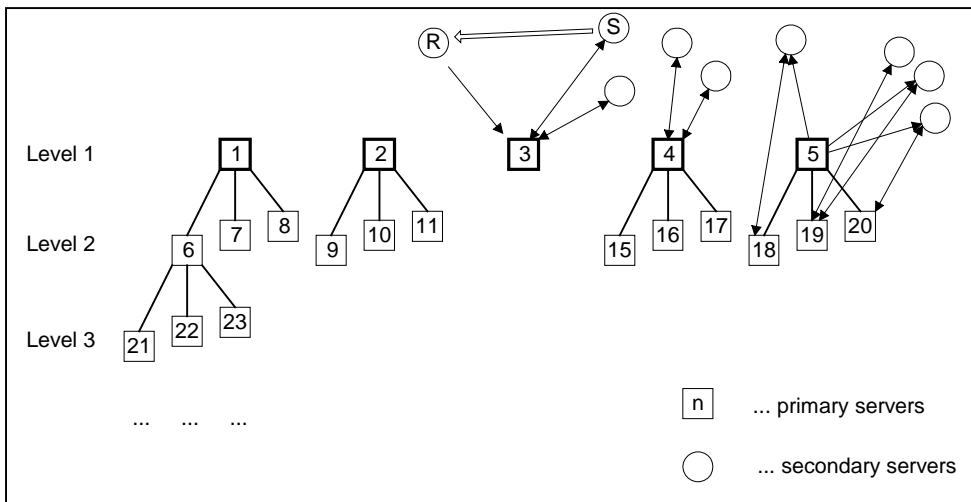 R
S
Level 1
1
2
3
4
5
Level 2
6
7
8
9
10
11
15
16
17
18
19
20
Level 3
21
22
23
... ... ...
n ... primary servers
... secondary servers